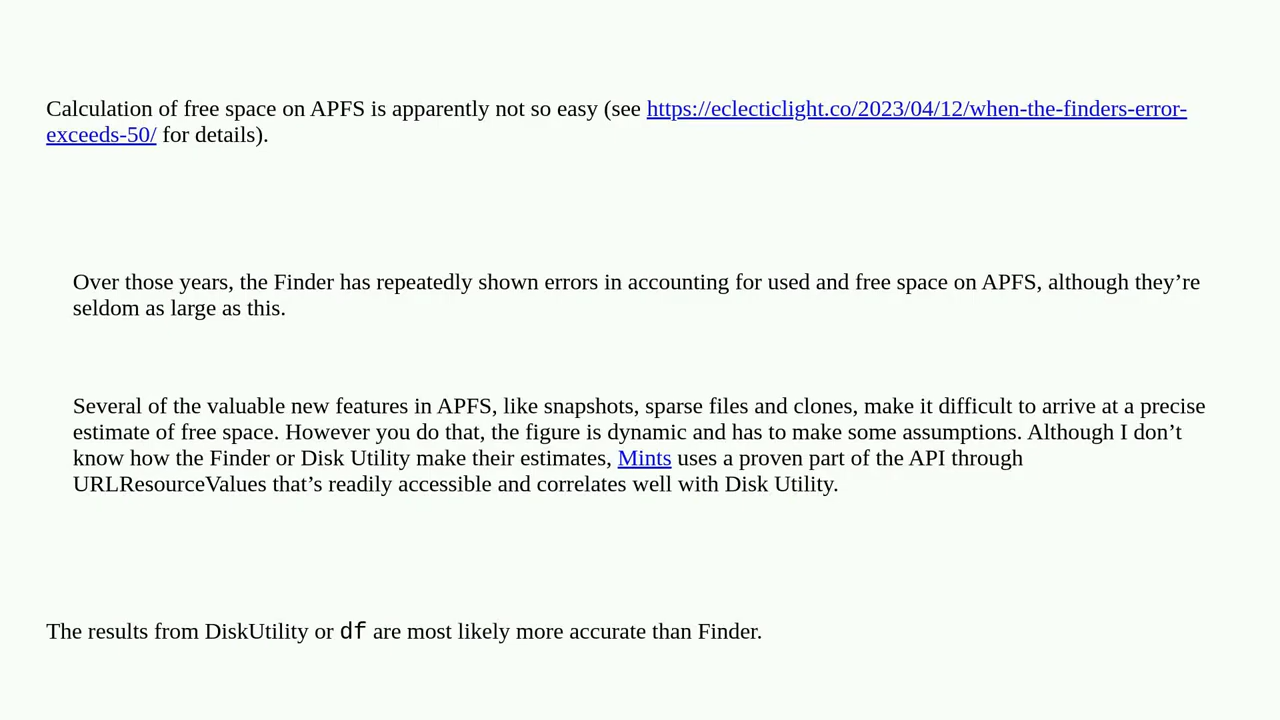 Calculation of free space on APFS is apparently not so easy (see https://eclecticlight.co/2023/04/12/when-the-finders-error-
exceeds-50/ for details).
Over those years, the Finder has repeatedly shown errors in accounting for used and free space on APFS, although they’re
seldom as large as this.
Several of the valuable new features in APFS, like snapshots, sparse files and clones, make it difficult to arrive at a precise
estimate of free space. However you do that, the figure is dynamic and has to make some assumptions. Although I don’t
know how the Finder or Disk Utility make their estimates, Mints uses a proven part of the API through
URLResourceValues that’s readily accessible and correlates well with Disk Utility.
The results from DiskUtility or df are most likely more accurate than Finder.